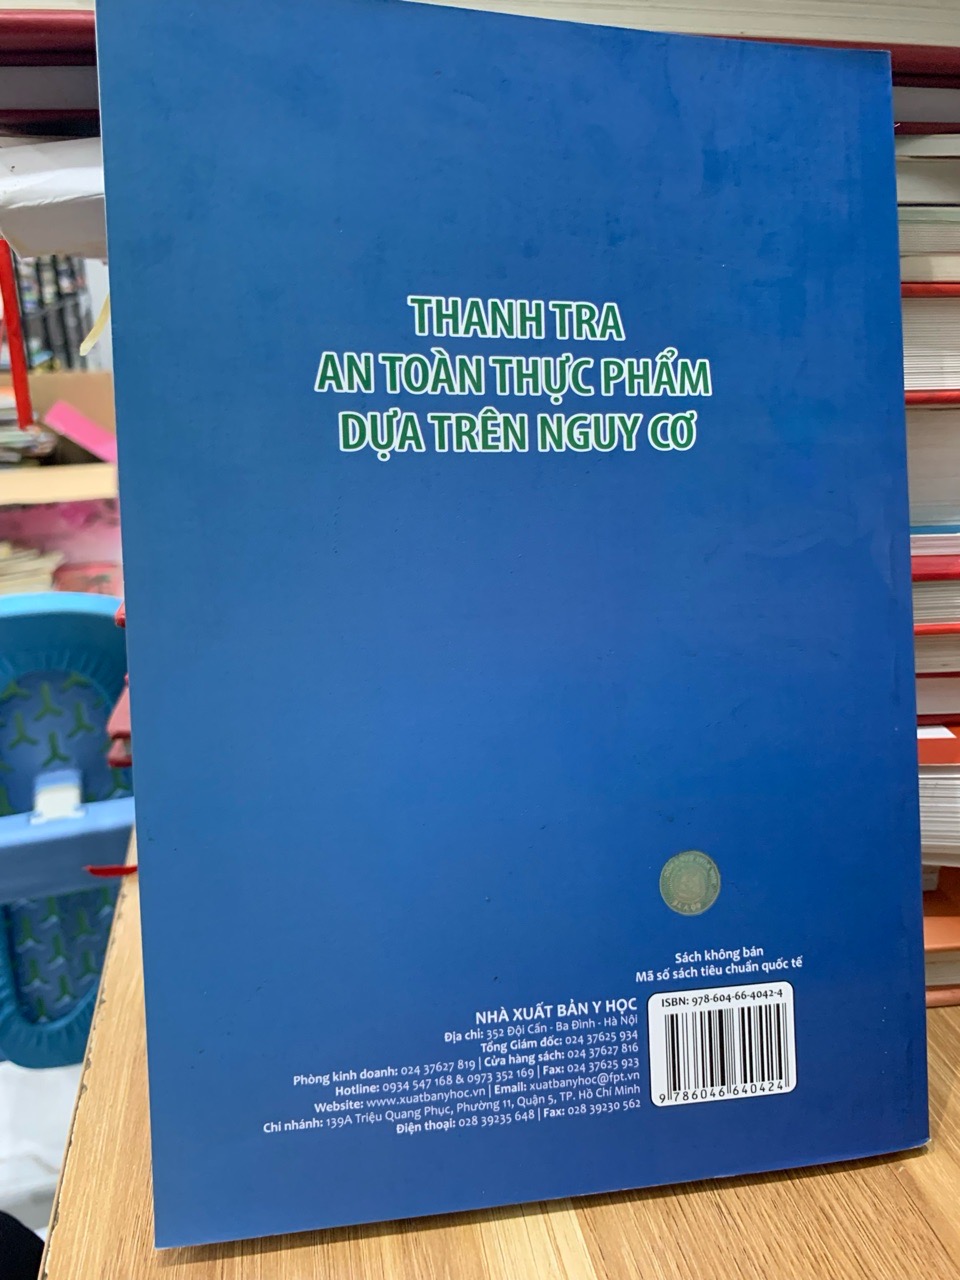 THANH TRA
AN TOÀN THỰC PHẨM
DỰA TRÊN NGUY CƠ
Sách không bán
Mã số sách tiêu chuẩn quốc tế
ISBN: 978-604-66-4042-4
9 786046 640424
NHÀ XUẤT BẢN Y HỌC
Địa chỉ: 352 Đội Cấn - Ba Đình - Hà Nội
Tổng Giám đốc: 024 37625 934
Phòng kinh doanh: 024 37627 819 | Cửa hàng sách: 024 37627 816
Hotline: 0934 547 168 & 0973 352 169 | Fax: 024 37625 923
Website: www.xuatbanyhoc.vn | Email: xuatbanyhoc@fpt.vn
Chi nhánh: 139A Triệu Quang Phục, Phường 11, Quận 5, TP. Hồ Chí Minh
Điện thoại: 028 39235 648 | Fax: 028 39230 562